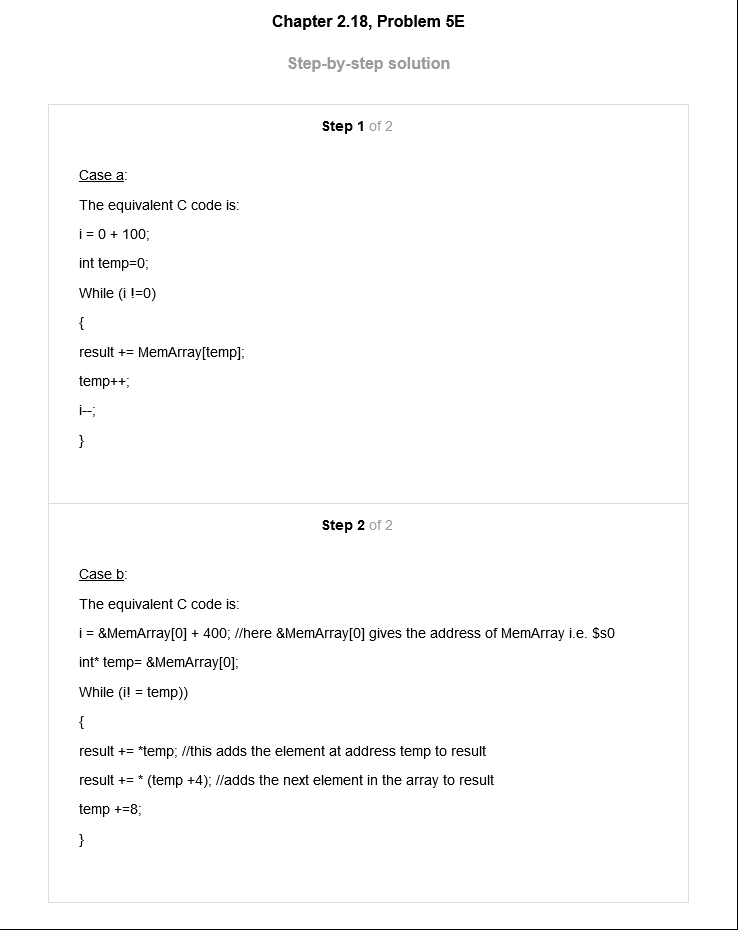 Chapter 2.18, Problem 5E
Step-by-step solution
Step 1 of 2
Case a:
The equivalent C code is:
i = 0 + 100;
int temp=0;
While (i !=0)
{
result += MemArray[temp];
temp++;
i--;
}
Step 2 of 2
Case b:
The equivalent C code is:
i = &MemArray[0] + 400; //here &MemArray[0] gives the address of MemArray i.e. $s0
int* temp= &MemArray[0];
While (i! = temp))
{
result += *temp; //this adds the element at address temp to result
result += * (temp +4); //adds the next element in the array to result
temp +=8;
}